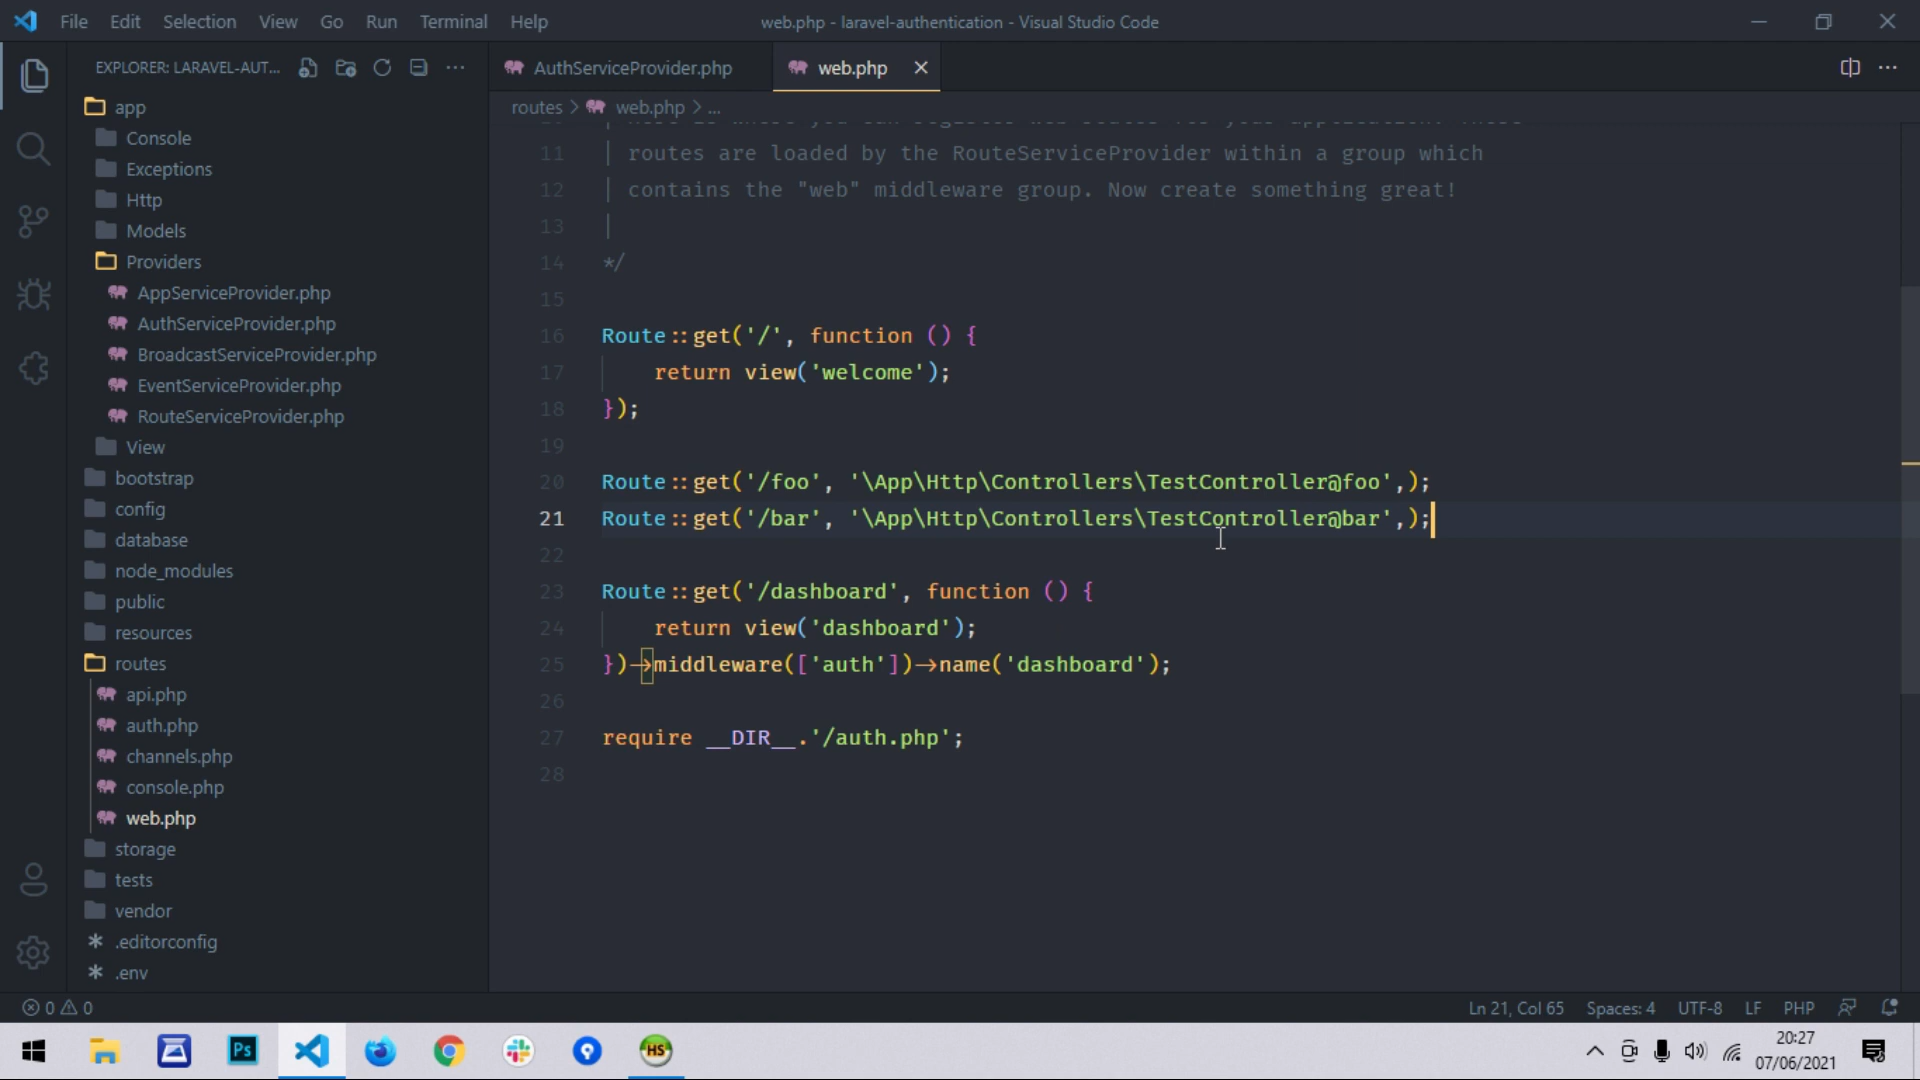 File Edit Selection View Go Run Terminal Help
web.php - laravel-authentication - Visual Studio Code
EXPLORER: LARAVEL-AUT...
AuthServiceProvider.php
web.php
routes > web.php > ...
app
Console
Exceptions
Http
Models
Providers
AppServiceProvider.php
AuthServiceProvider.php
BroadcastServiceProvider.php
EventServiceProvider.php
RouteServiceProvider.php
View
bootstrap
config
database
node_modules
public
resources
routes
api.php
auth.php
channels.php
console.php
web.php
storage
tests
vendor
.editorconfig
.env
11 | routes are loaded by the RouteServiceProvider within a group which
12 | contains the "web" middleware group. Now create something great!
13 |
14 */
15
16 Route::get('/', function () {
17 return view('welcome');
18 });
19
20 Route::get('/foo', '\App\Http\Controllers\TestController@foo',);
21 Route::get('/bar', '\App\Http\Controllers\TestController@bar',);
22
23 Route::get('/dashboard', function () {
24 return view('dashboard');
25 })->middleware(['auth'])->name('dashboard');
26
27 require __DIR__.'/auth.php';
28
0 0
Ln 21, Col 65 Spaces: 4 UTF-8 LF PHP
Ps
HS
20:27
07/06/2021